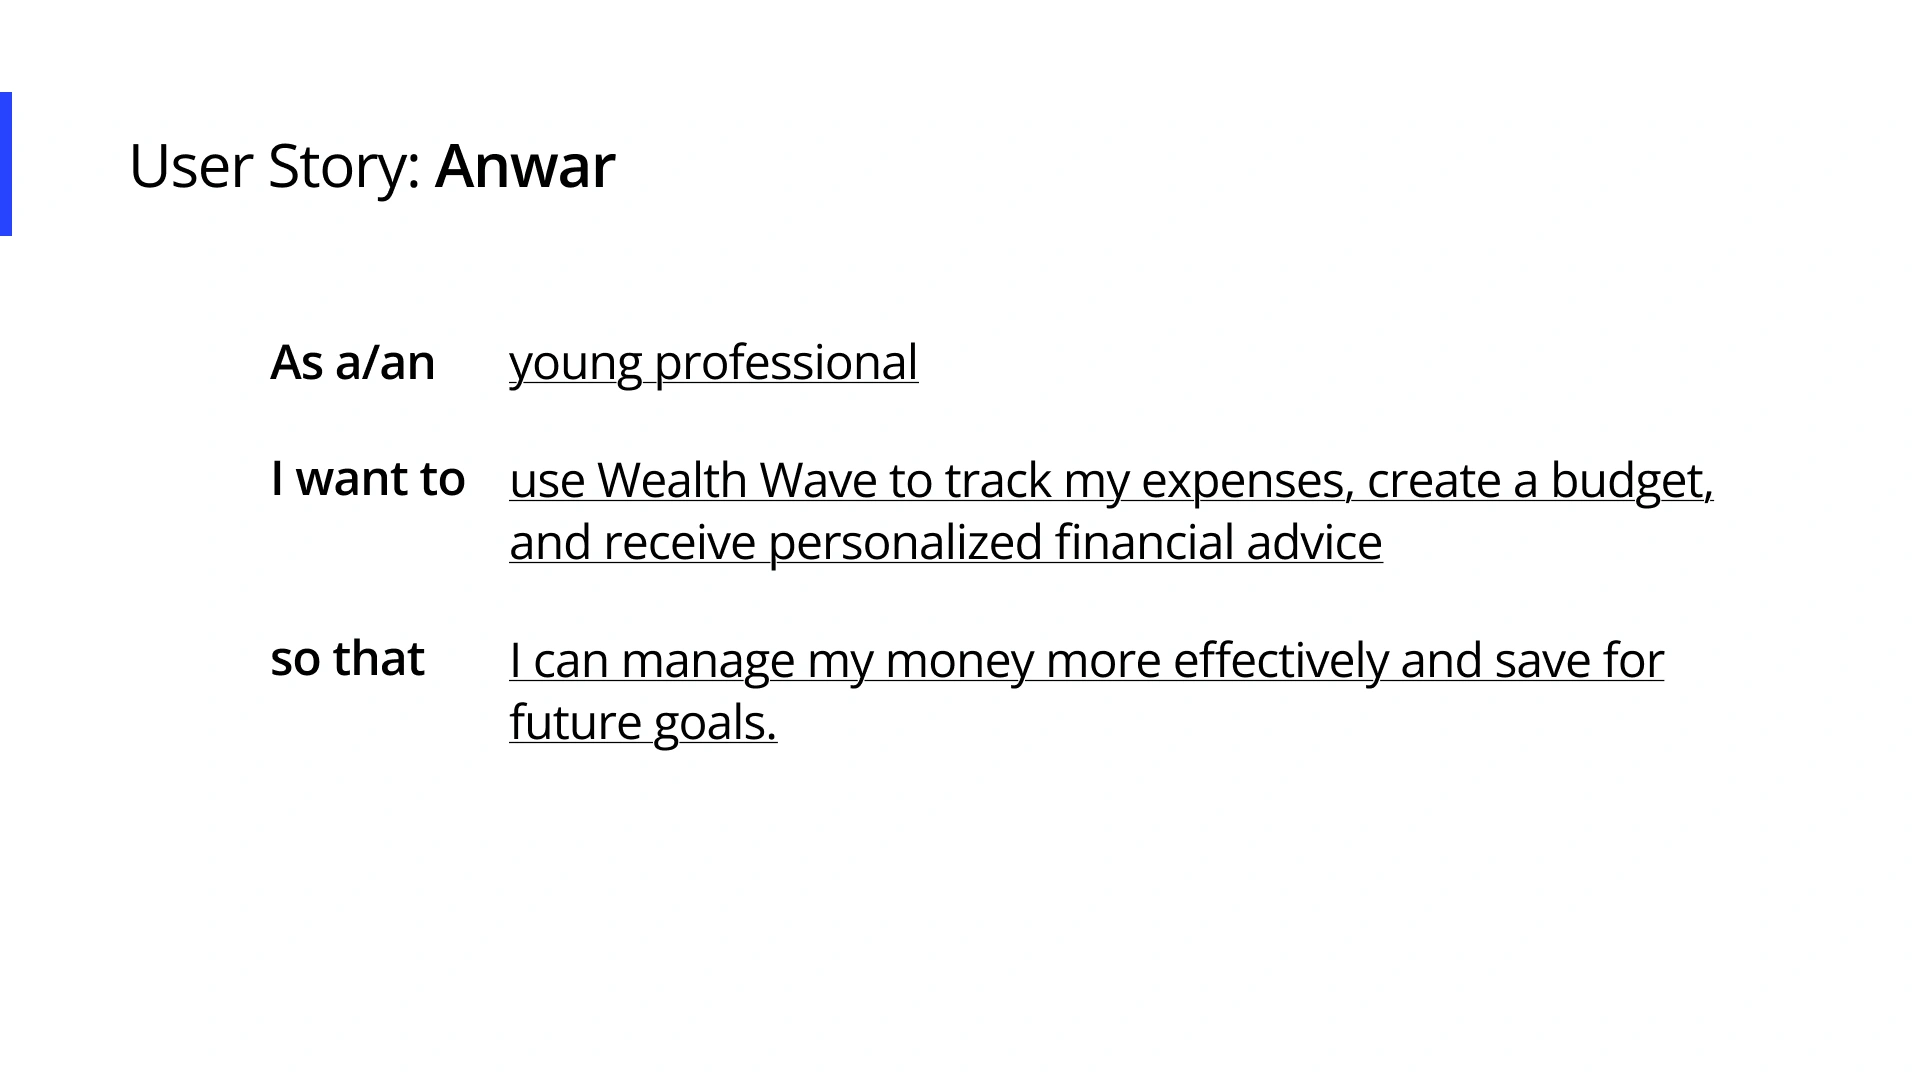 User Story: Anwar
As a/an young professional
I want to use Wealth Wave to track my expenses, create a budget,
and receive personalized financial advice
so that I can manage my money more effectively and save for
future goals.